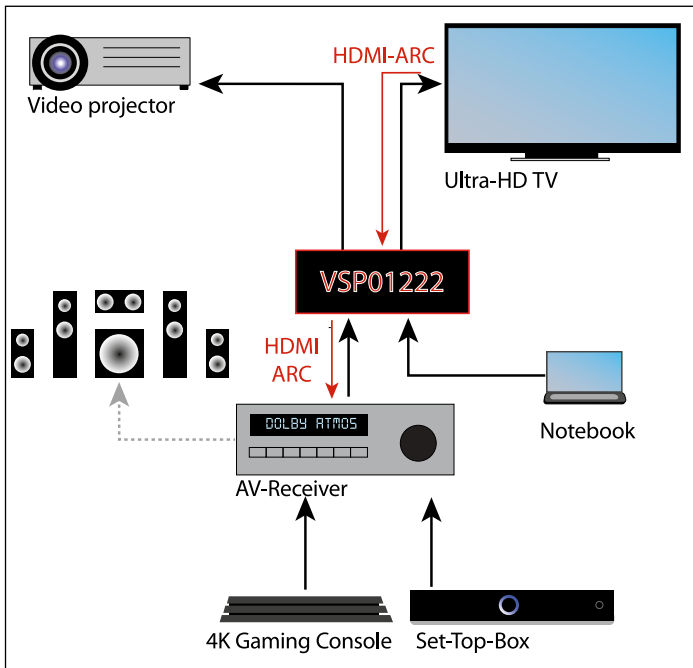 HDMI-ARC
Video projector
Ultra-HD TV
VSP01222
HDMI
ARC
DOLBY ATMOS
Notebook
AV-Receiver
4K Gaming Console
Set-Top-Box